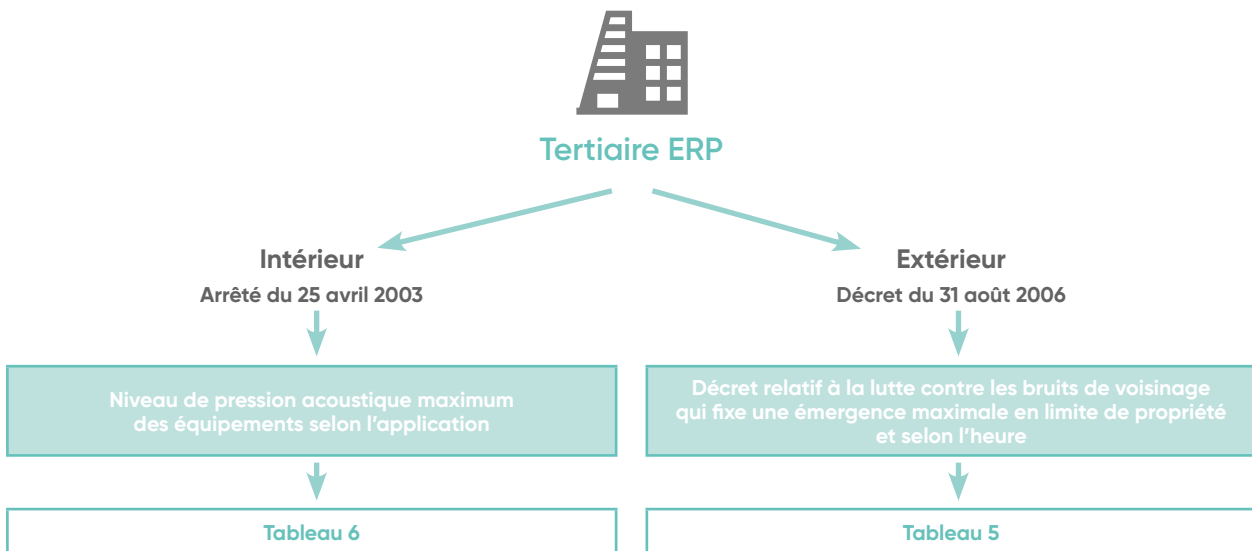 Tertiaire ERP
Intérieur
Arrêté du 25 avril 2003
Niveau de pression acoustique maximum
des équipements selon l'application
Tableau 6
Extérieur
Décret du 31 août 2006
Décret relatif à la lutte contre les bruits de voisinage
qui fixe une émergence maximale en limite de propriété
et selon l'heure
Tableau 5